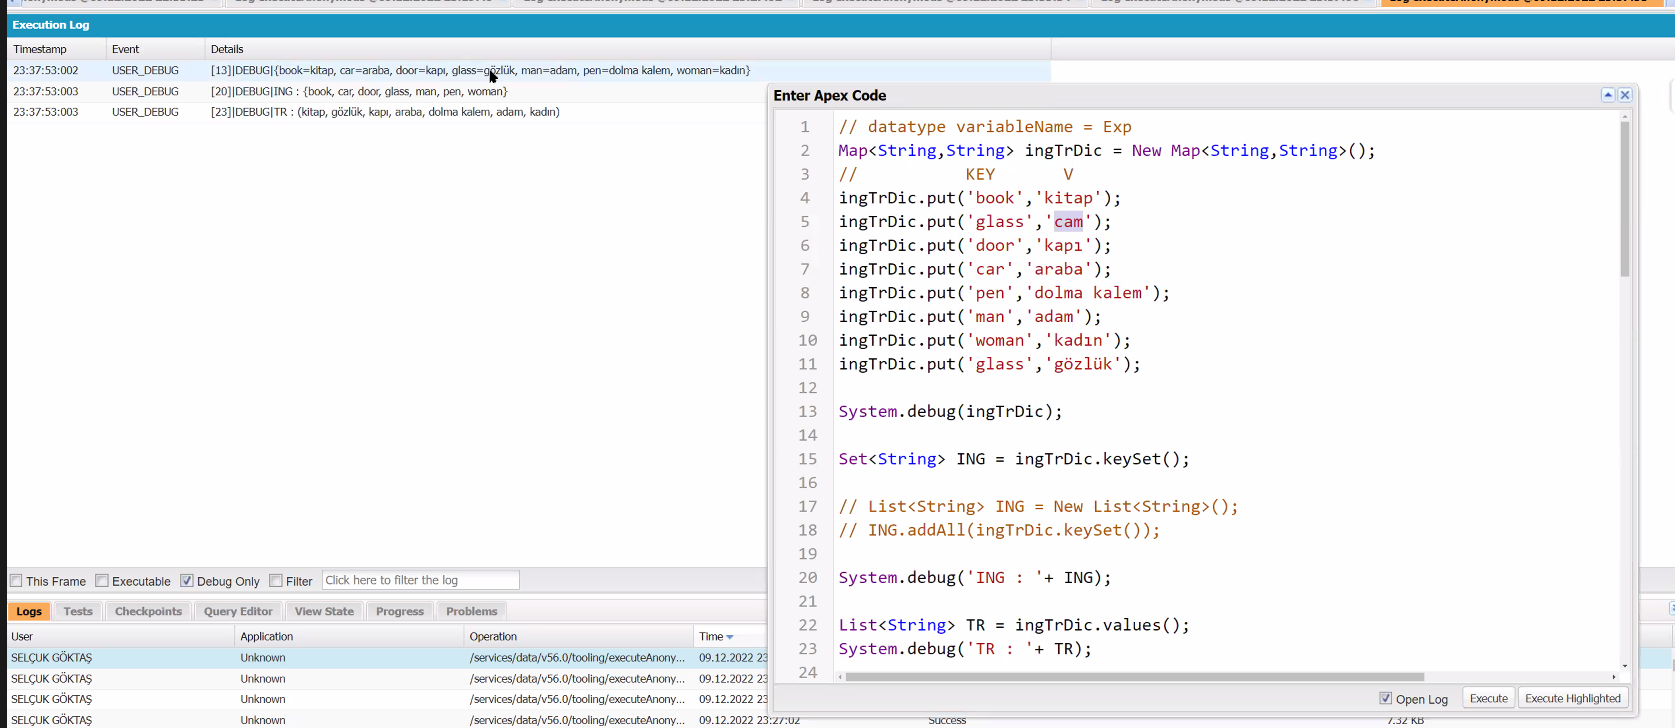 Execution Log
Timestamp Event Details
23:37:53:002 USER_DEBUG [13]|DEBUG|{book=kitap, car=araba, door=kapı, glass=gözlük, man=adam, pen=dolma kalem, woman=kadın}
23:37:53:003 USER_DEBUG [20]|DEBUG|ING : {book, car, door, glass, man, pen, woman}
23:37:53:003 USER_DEBUG [23]|DEBUG|TR : (kitap, gözlük, kapı, araba, dolma kalem, adam, kadın)
Enter Apex Code
1 // datatype variableName = Exp
2 Map<String,String> ingTrDic = New Map<String,String>();
3 // KEY V
4 ingTrDic.put('book','kitap');
5 ingTrDic.put('glass','cam');
6 ingTrDic.put('door','kapı');
7 ingTrDic.put('car','araba');
8 ingTrDic.put('pen','dolma kalem');
9 ingTrDic.put('man','adam');
10 ingTrDic.put('woman','kadın');
11 ingTrDic.put('glass','gözlük');
12
13 System.debug(ingTrDic);
14
15 Set<String> ING = ingTrDic.keySet();
16
17 // List<String> ING = New List<String>();
18 // ING.addAll(ingTrDic.keySet());
19
20 System.debug('ING : '+ ING);
21
22 List<String> TR = ingTrDic.values();
23 System.debug('TR : '+ TR);
24
Open Log Execute Execute Highlighted
This Frame Executable Debug Only Filter Click here to filter the log
Logs Tests Checkpoints Query Editor View State Progress Problems
User Application Operation Time
SELÇUK GÖKTAŞ Unknown /services/data/v56.0/tooling/executeAnony... 09.12.2022 23
SELÇUK GÖKTAŞ Unknown /services/data/v56.0/tooling/executeAnony... 09.12.2022 23
SELÇUK GÖKTAŞ Unknown /services/data/v56.0/tooling/executeAnony... 09.12.2022 23
SELÇUK GÖKTAŞ Unknown /services/data/v56.0/tooling/executeAnony... 09.12.2022 23:27:02 Success 7.32 KB